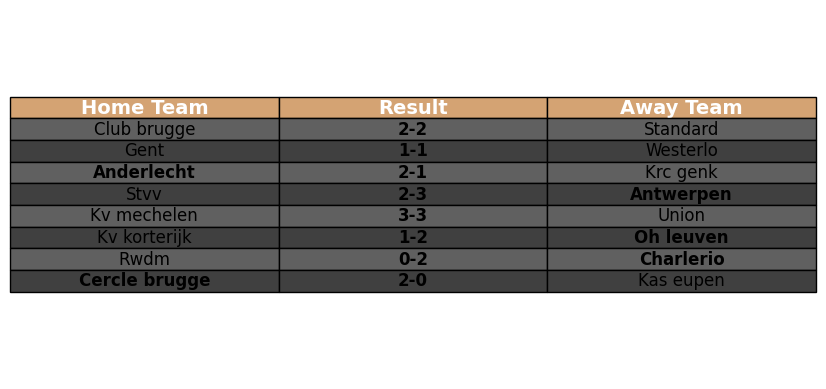 Home Team Result Away Team
Club brugge 2-2 Standard
Gent 1-1 Westerlo
Anderlecht 2-1 Krc genk
Stvv 2-3 Antwerpen
Kv mechelen 3-3 Union
Kv korterijk 1-2 Oh leuven
Rwdm 0-2 Charlerio
Cercle brugge 2-0 Kas eupen